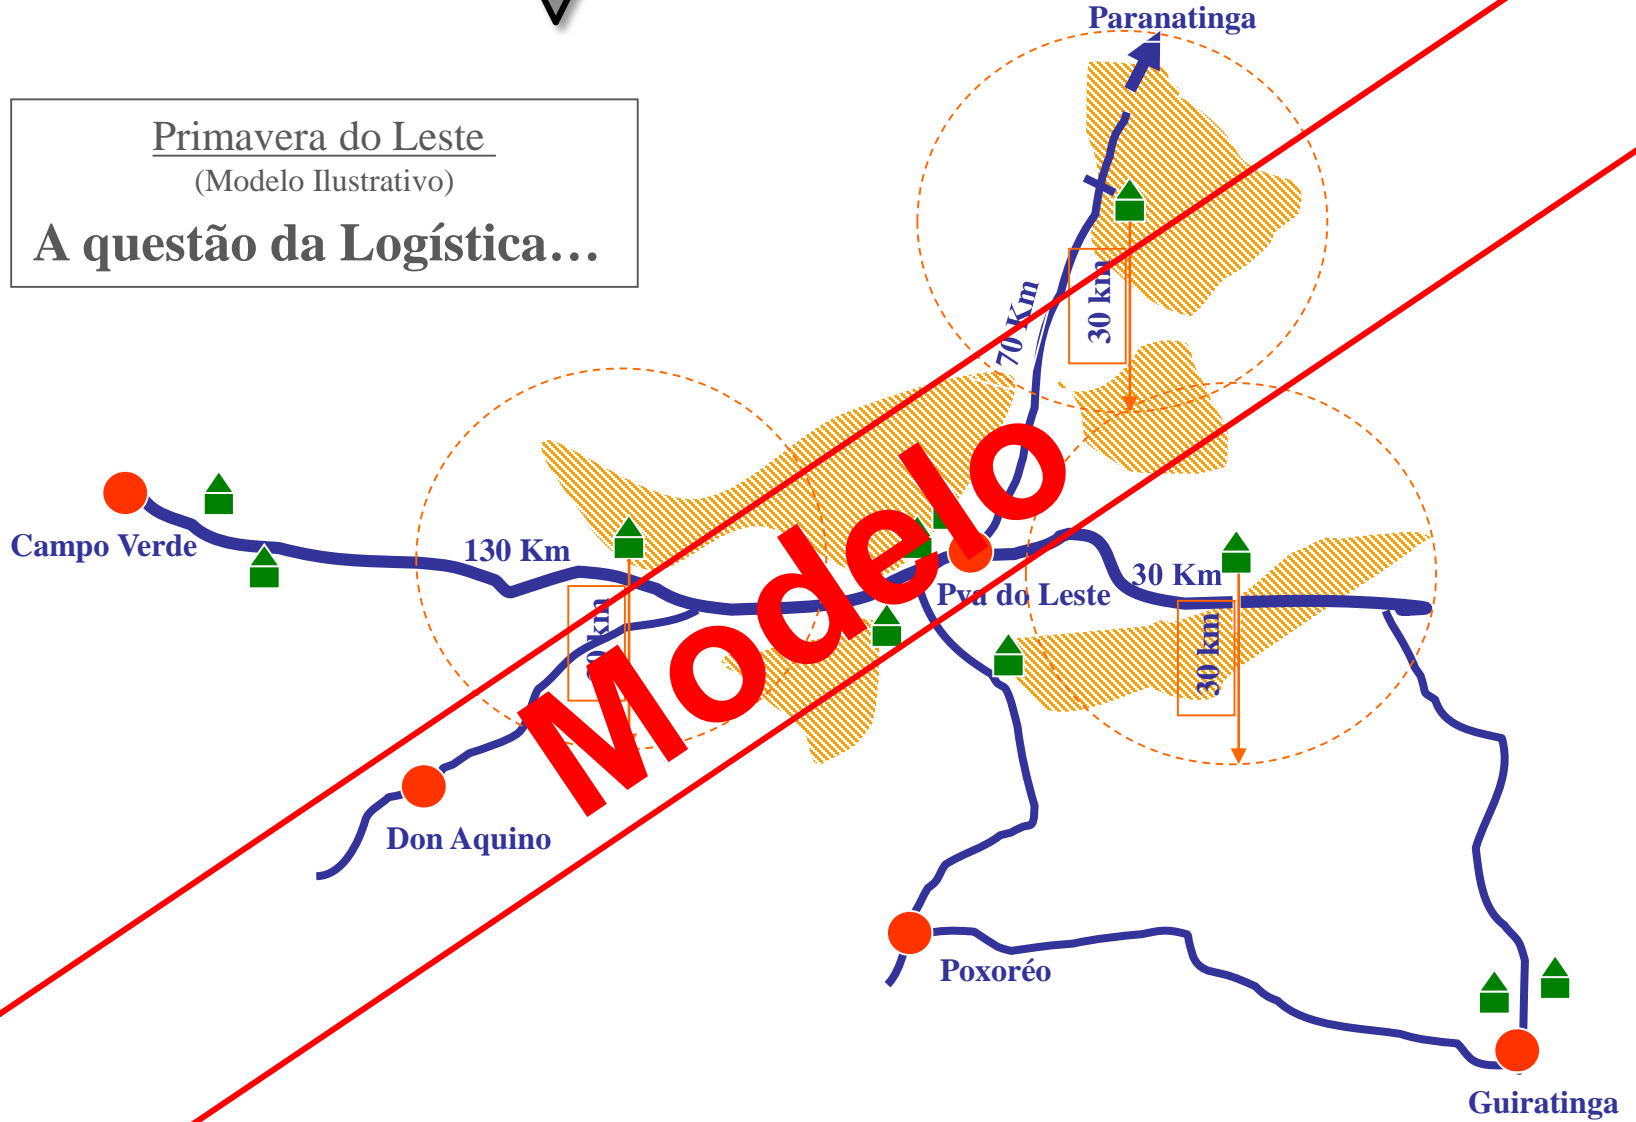 Paranatinga
Primavera do Leste
(Modelo Ilustrativo)
A questão da Logística…
30 km
70 Km
Campo Verde
130 Km
30 Km
Pva do Leste
30 km
km
Modelo
Don Aquino
Poxoréo
Guiratinga